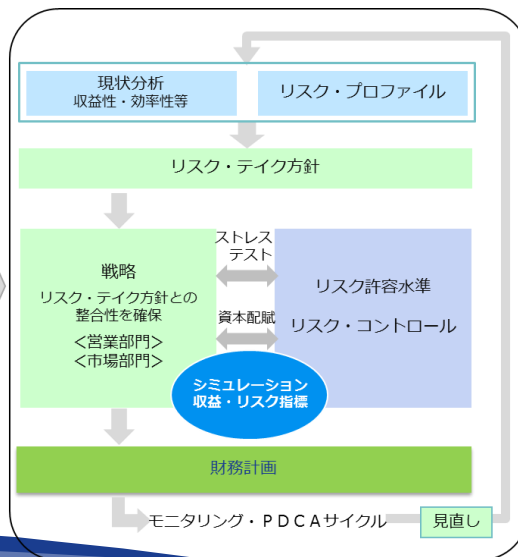 現状分析
収益性・効率性等
リスク・プロファイル
リスク・テイク方針
戦略
リスク・テイク方針との
整合性を確保
＜営業部門＞
＜市場部門＞
ストレス
テスト
資本配賦
リスク許容水準
リスク・コントロール
シミュレーション
収益・リスク指標
財務計画
モニタリング・ＰＤＣＡサイクル
見直し